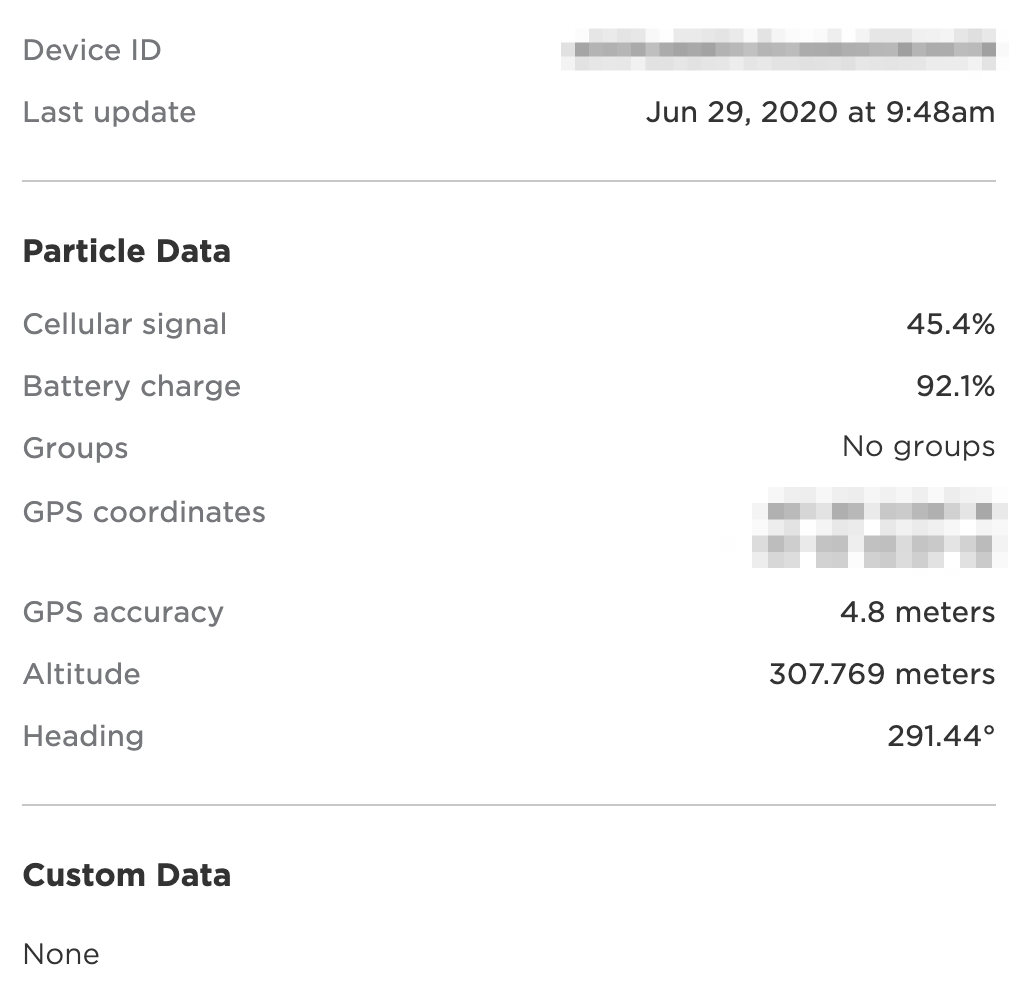 Device ID
Last update Jun 29, 2020 at 9:48am
Particle Data
Cellular signal 45.4%
Battery charge 92.1%
Groups No groups
GPS coordinates
GPS accuracy 4.8 meters
Altitude 307.769 meters
Heading 291.44°
Custom Data
None